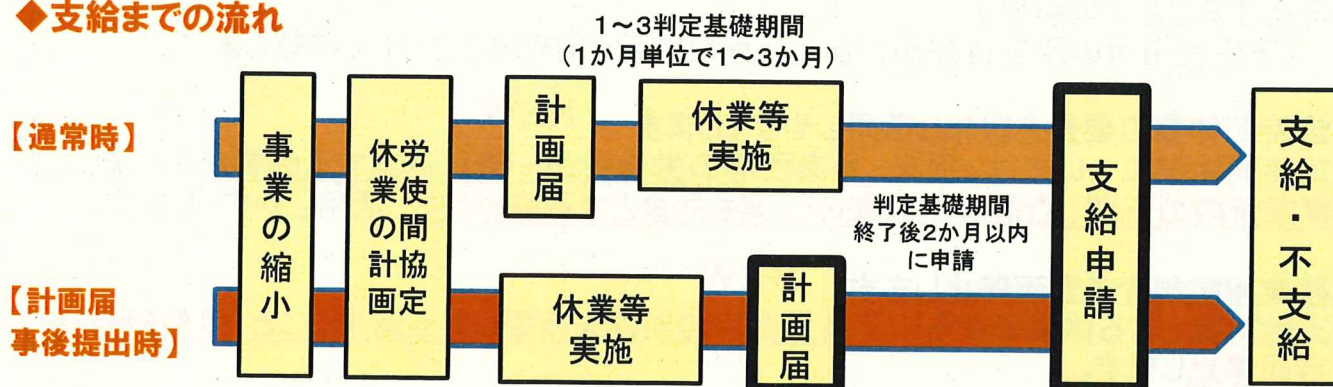 ◆支給までの流れ
1～3判定基礎期間
（1か月単位で1～3か月）
【通常時】
事業の縮小
労使間協定
休業の計画
計画届
休業等
実施
判定基礎期間
終了後2か月以内
に申請
支給申請
支給・不支給
【計画届
事後提出時】
休業等
実施
計画届